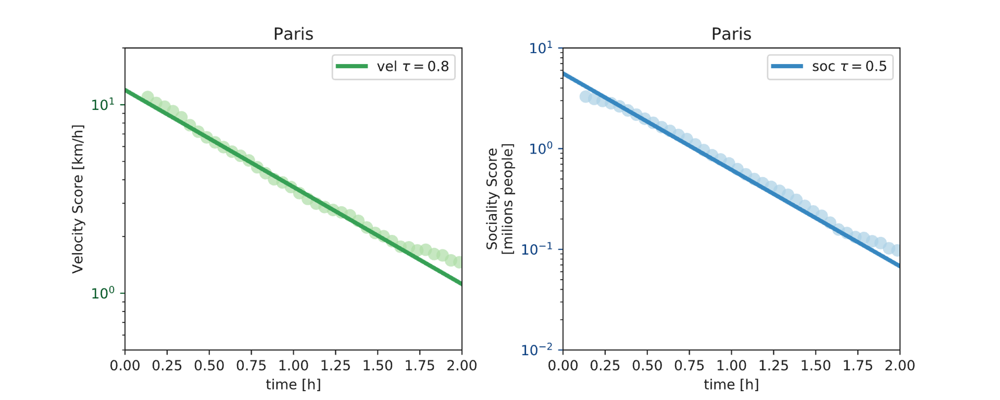 Paris
vel τ = 0.8
10¹
10⁰
Velocity Score [km/h]
0.00 0.25 0.50 0.75 1.00 1.25 1.50 1.75 2.00
time [h]
Paris
soc τ = 0.5
10¹
10⁰
10⁻¹
10⁻²
Sociality Score
[milions people]
0.00 0.25 0.50 0.75 1.00 1.25 1.50 1.75 2.00
time [h]